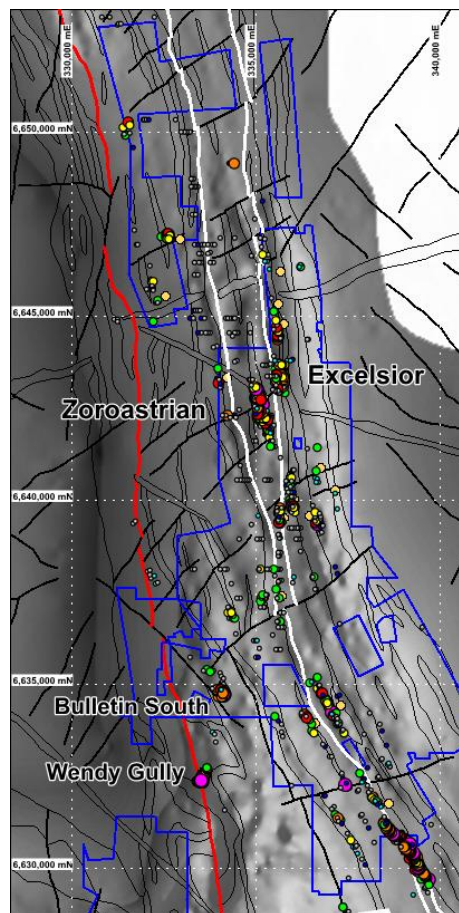 330,000 mE
335,000 mE
340,000 mE
6,650,000 mN
6,645,000 mN
Excelsior
Zoroastrian
6,640,000 mN
6,635,000 mN
Bulletin South
Wendy Gully
6,630,000 mN